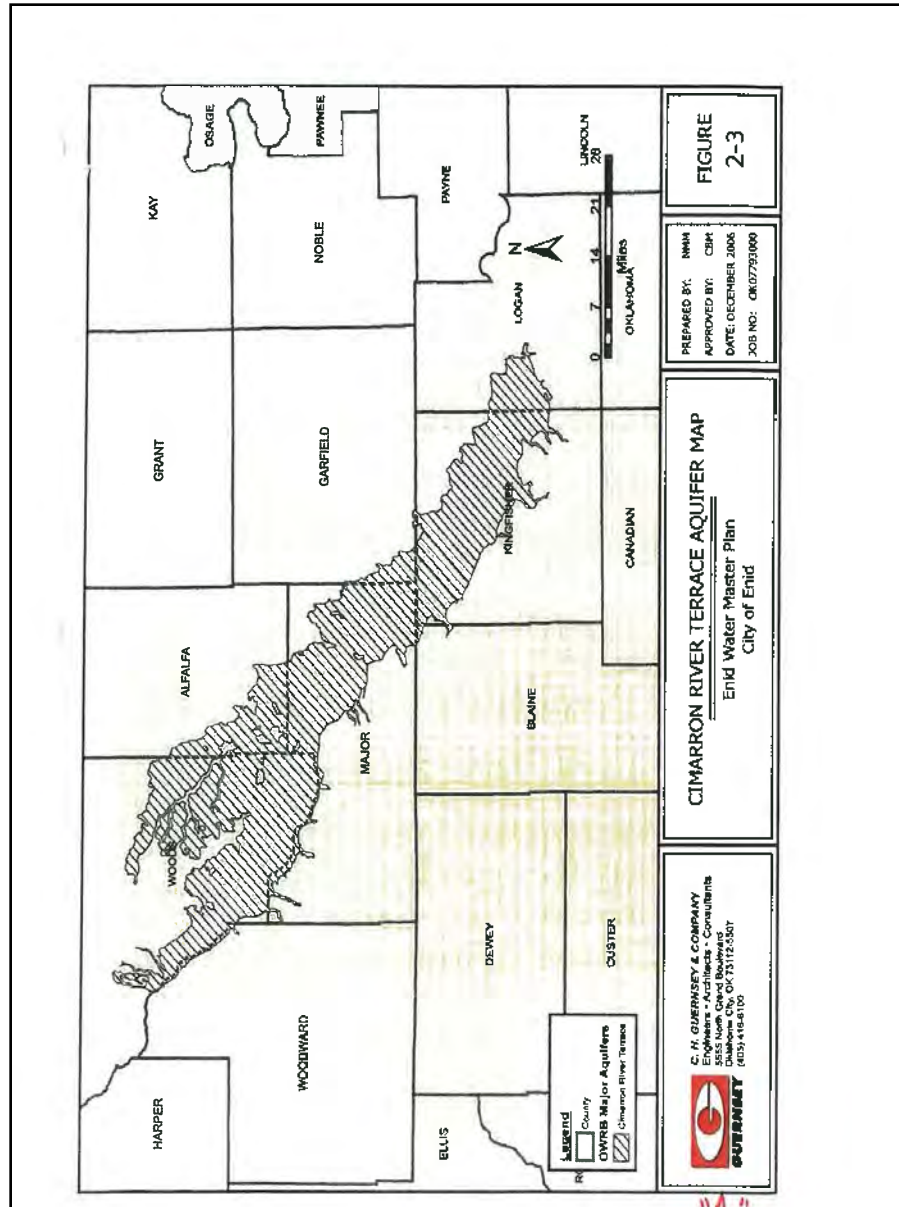 HARPER
WOODS
ALFALFA
GRANT
KAY
OSAGE
WOODWARD
MAJOR
GARFIELD
NOBLE
PAWNEE
ELLIS
DEWEY
BLAINE
KINGFISHER
LOGAN
PAYNE
N
CUSTER
CANADIAN
OKLAHOMA
LINCOLN
0 7 14 21 28
Miles
Legend
County
OWRB Major Aquifers
Cimarron River Terrace
GUERNSEY
C. H. GUERNSEY & COMPANY
Engineers • Architects • Consultants
5555 North Grand Boulevard
Oklahoma City, OK 73112-5507
(405) 416-8100
CIMARRON RIVER TERRACE AQUIFER MAP
Enid Water Master Plan
City of Enid
PREPARED BY: NMM
APPROVED BY: CBM
DATE: DECEMBER 2006
JOB NO: OK07793000
FIGURE
2-3